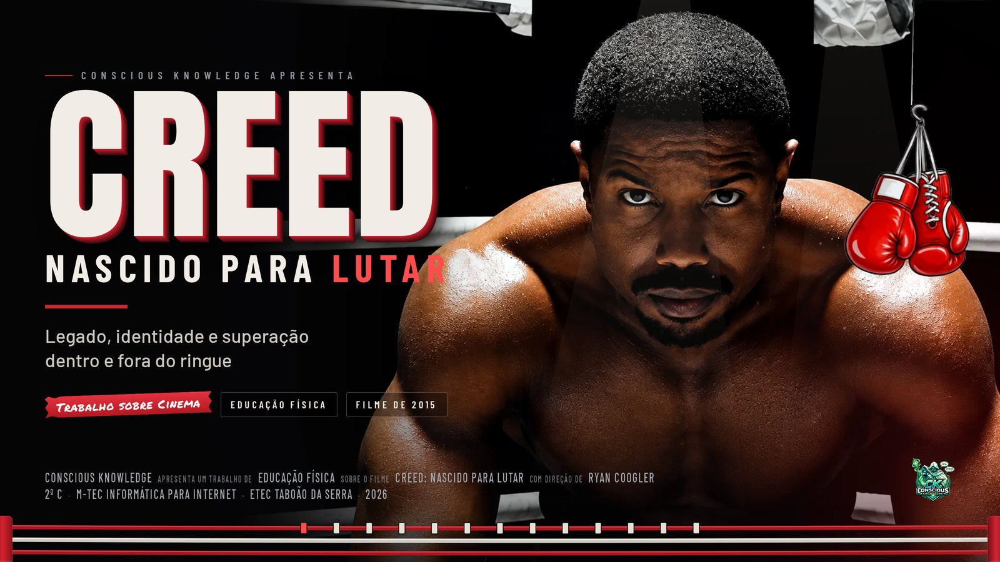 CONSCIOUS KNOWLEDGE APRESENTA
CREED
NASCIDO PARA LUTAR
Legado, identidade e superação
dentro e fora do ringue
TRABALHO SOBRE CINEMA
EDUCAÇÃO FÍSICA
FILME DE 2015
CONSCIOUS KNOWLEDGE APRESENTA UM TRABALHO DE EDUCAÇÃO FÍSICA SOBRE O FILME CREED: NASCIDO PARA LUTAR COM DIREÇÃO DE RYAN COOGLER
2º C · M-TEC INFORMÁTICA PARA INTERNET · ETEC TABOÃO DA SERRA · 2026
CK
CONSCIOUS
KNOWLEDGE